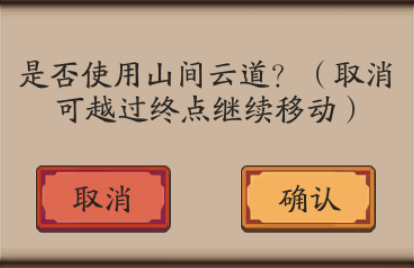 是否使用山间云道？（取消
可越过终点继续移动）
取消
确认